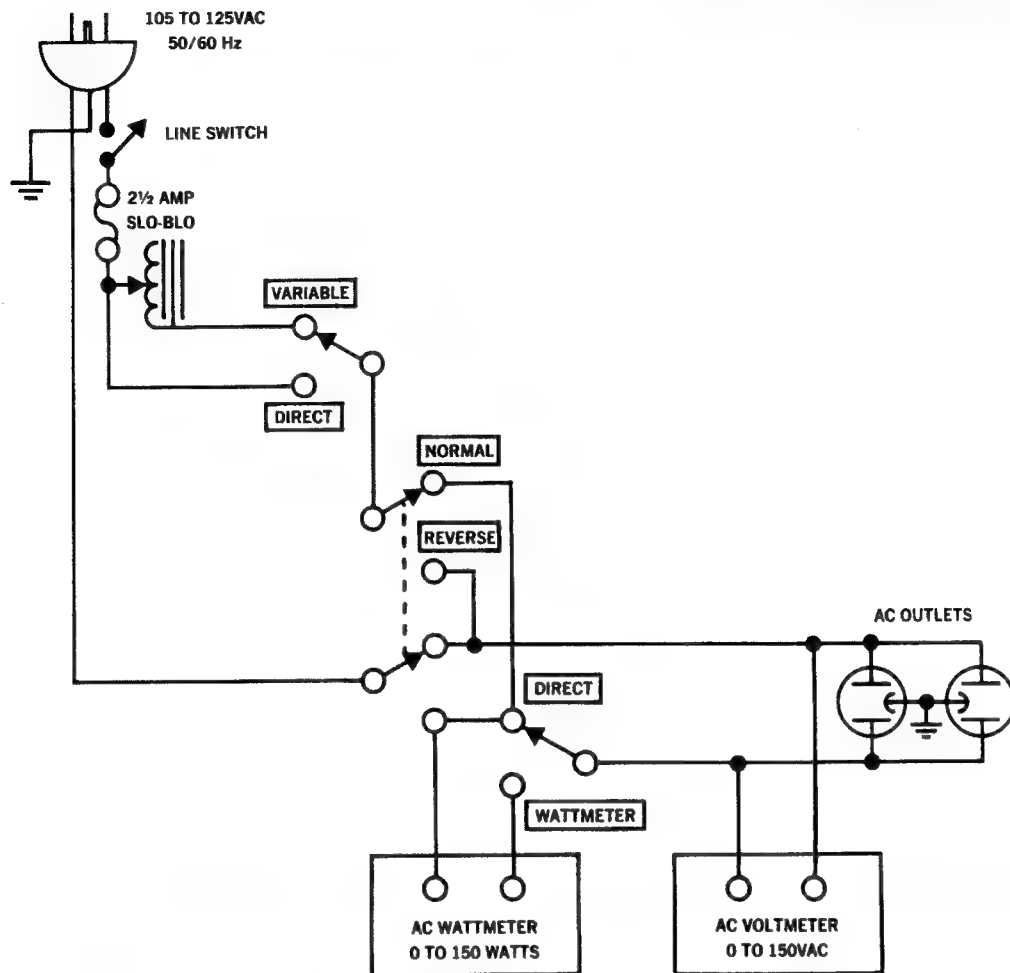 105 TO 125VAC
50/60 Hz
LINE SWITCH
2½ AMP
SLO-BLO
VARIABLE
DIRECT
NORMAL
REVERSE
AC OUTLETS
DIRECT
WATTMETER
AC WATTMETER
0 TO 150 WATTS
AC VOLTMETER
0 TO 150VAC